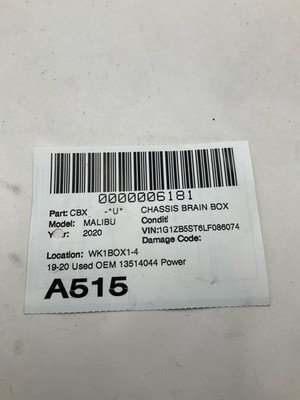 0000006181
Part: CBX -*U* CHASSIS BRAIN BOX
Model: MALIBU Condit
Year: 2020 VIN:1G1ZB5ST6LF086074
Damage Code:
Location: WK1BOX1-4
19-20 Used OEM 13514044 Power
A515